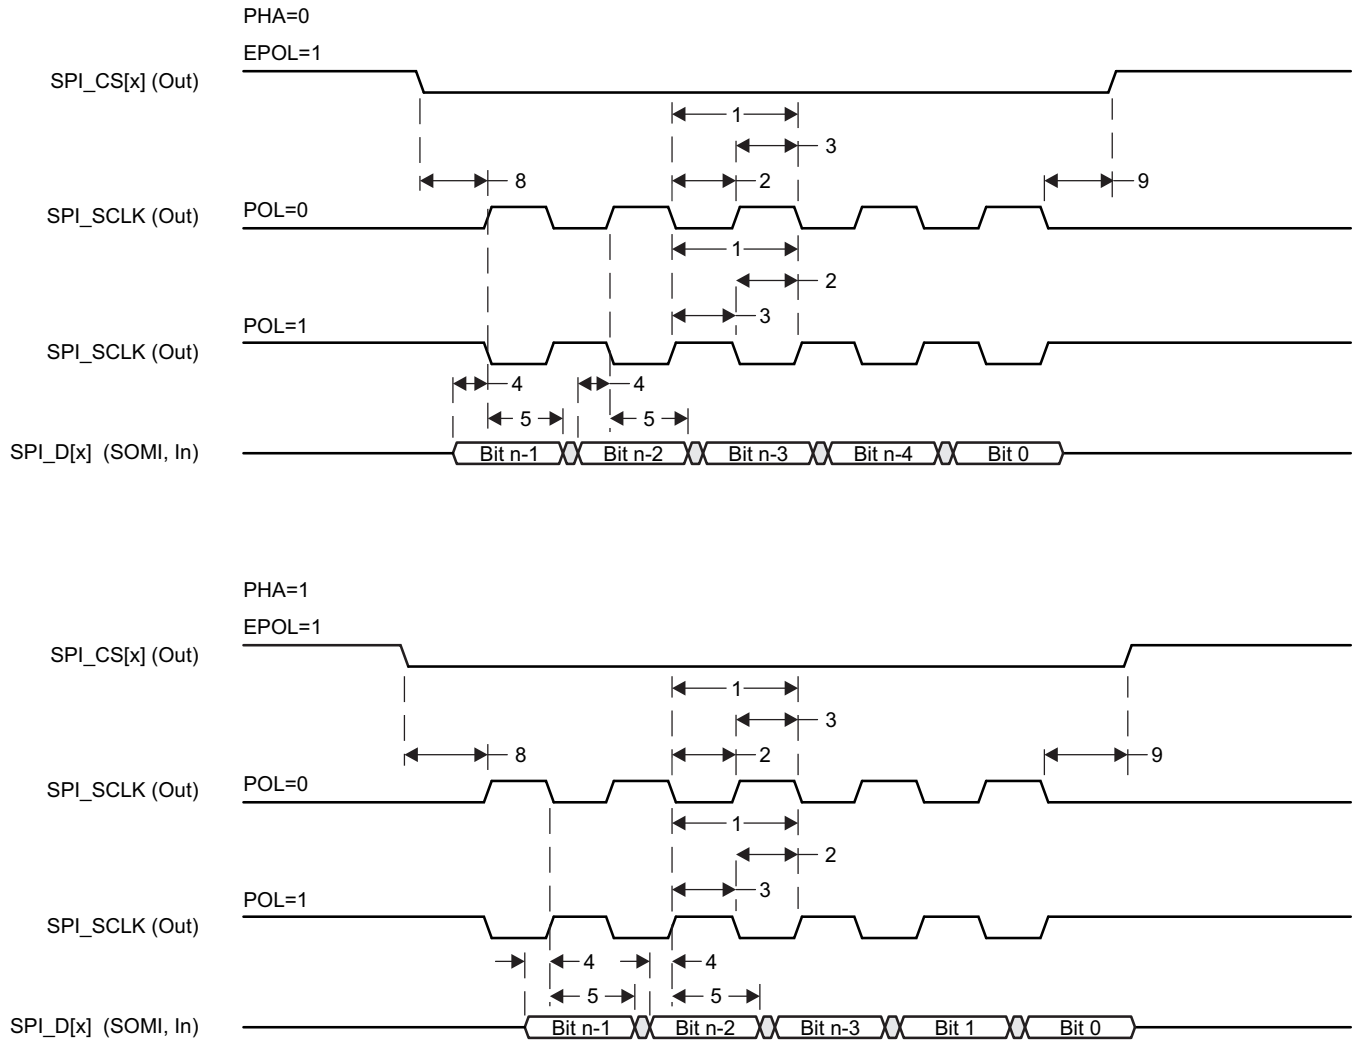 PHA=0
EPOL=1
SPI_CS[x] (Out)
1
3
8
2
9
SPI_SCLK (Out)
POL=0
1
2
3
POL=1
SPI_SCLK (Out)
4
4
5
5
SPI_D[x] (SOMI, In)
Bit n-1
Bit n-2
Bit n-3
Bit n-4
Bit 0
PHA=1
EPOL=1
SPI_CS[x] (Out)
1
3
8
2
9
SPI_SCLK (Out)
POL=0
1
2
3
POL=1
SPI_SCLK (Out)
4
4
5
5
SPI_D[x] (SOMI, In)
Bit n-1
Bit n-2
Bit n-3
Bit 1
Bit 0